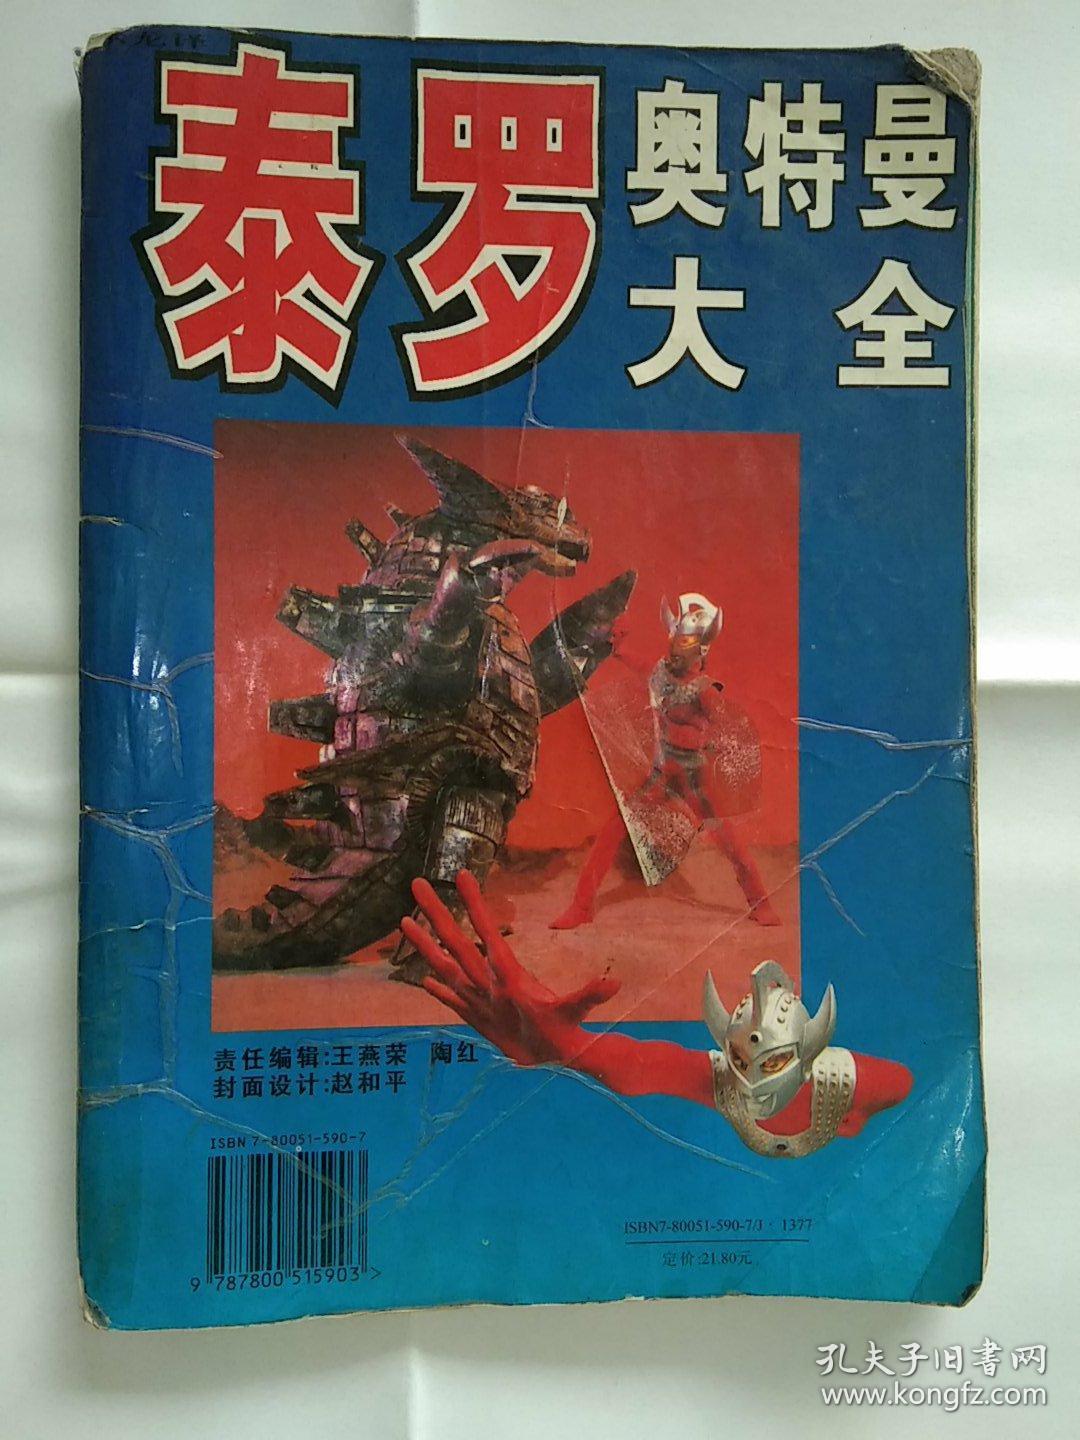 泰罗奥特曼
大全
责任编辑:王燕荣 陶红
封面设计:赵和平
ISBN 7-80051-590-7
9 787800 515903 >
ISBN7-80051-590-7/J · 1377
定价:21.80元
孔夫子旧书网
www.kongfz.com